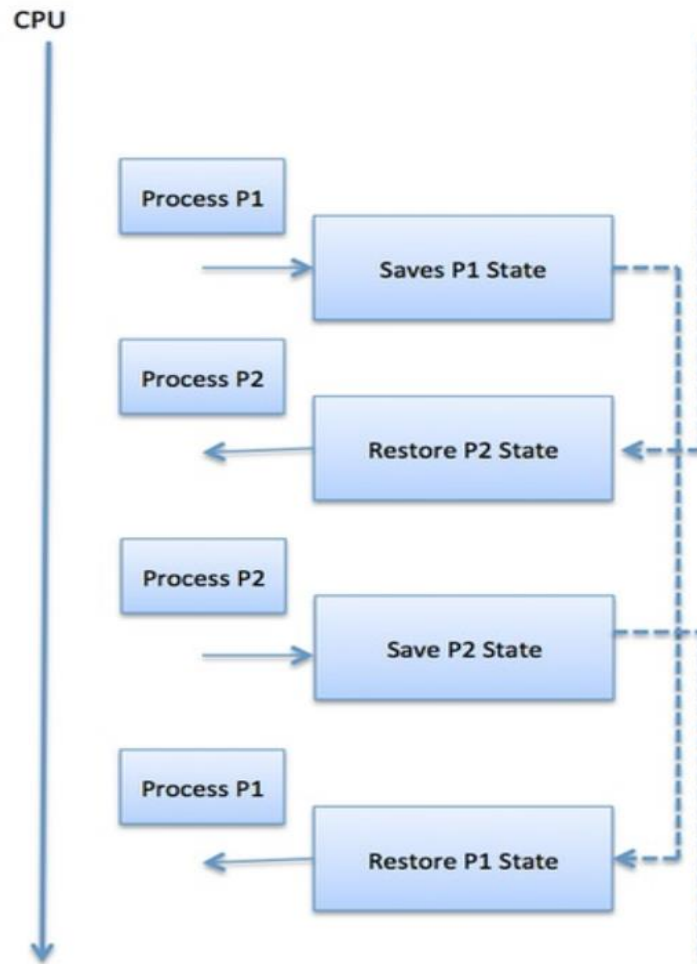 CPU
Process P1
Saves P1 State
Process P2
Restore P2 State
Process P2
Save P2 State
Process P1
Restore P1 State